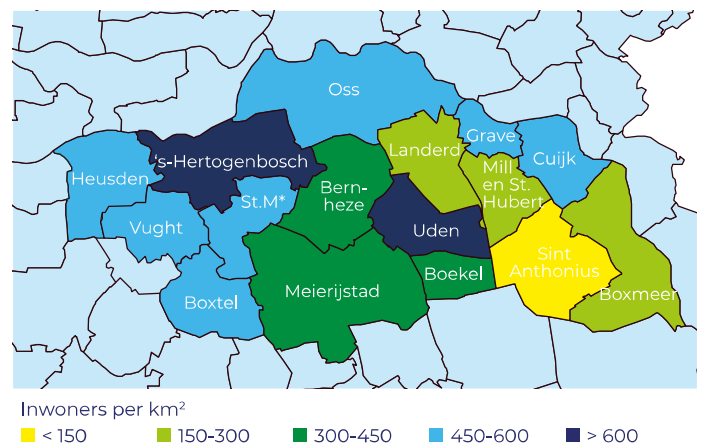 Oss
's-Hertogenbosch
Landerd
Grave
Cuijk
Heusden
Bern-
heze
Mill
en St.
Hubert
St.M*
Vught
Uden
Sint
Anthonius
Boekel
Boxtel
Meierijstad
Boxmeer
Inwoners per km²
< 150
150-300
300-450
450-600
> 600